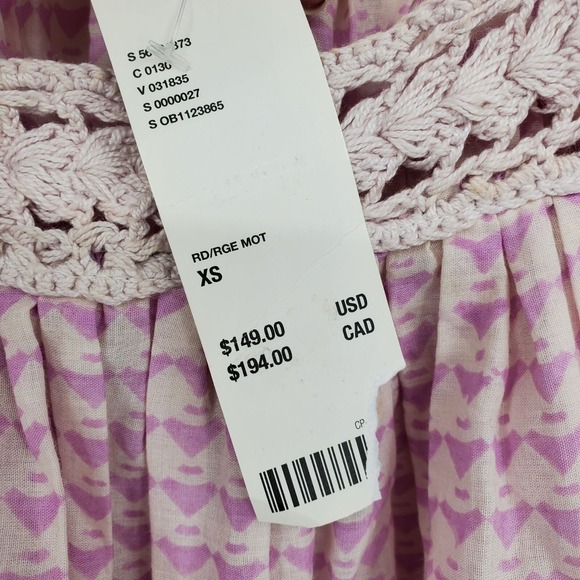 S
C 0130
V 031835
S 0000027
S OB1123865
RD/RGE MOT
XS
$149.00 USD
$194.00 CAD
CP